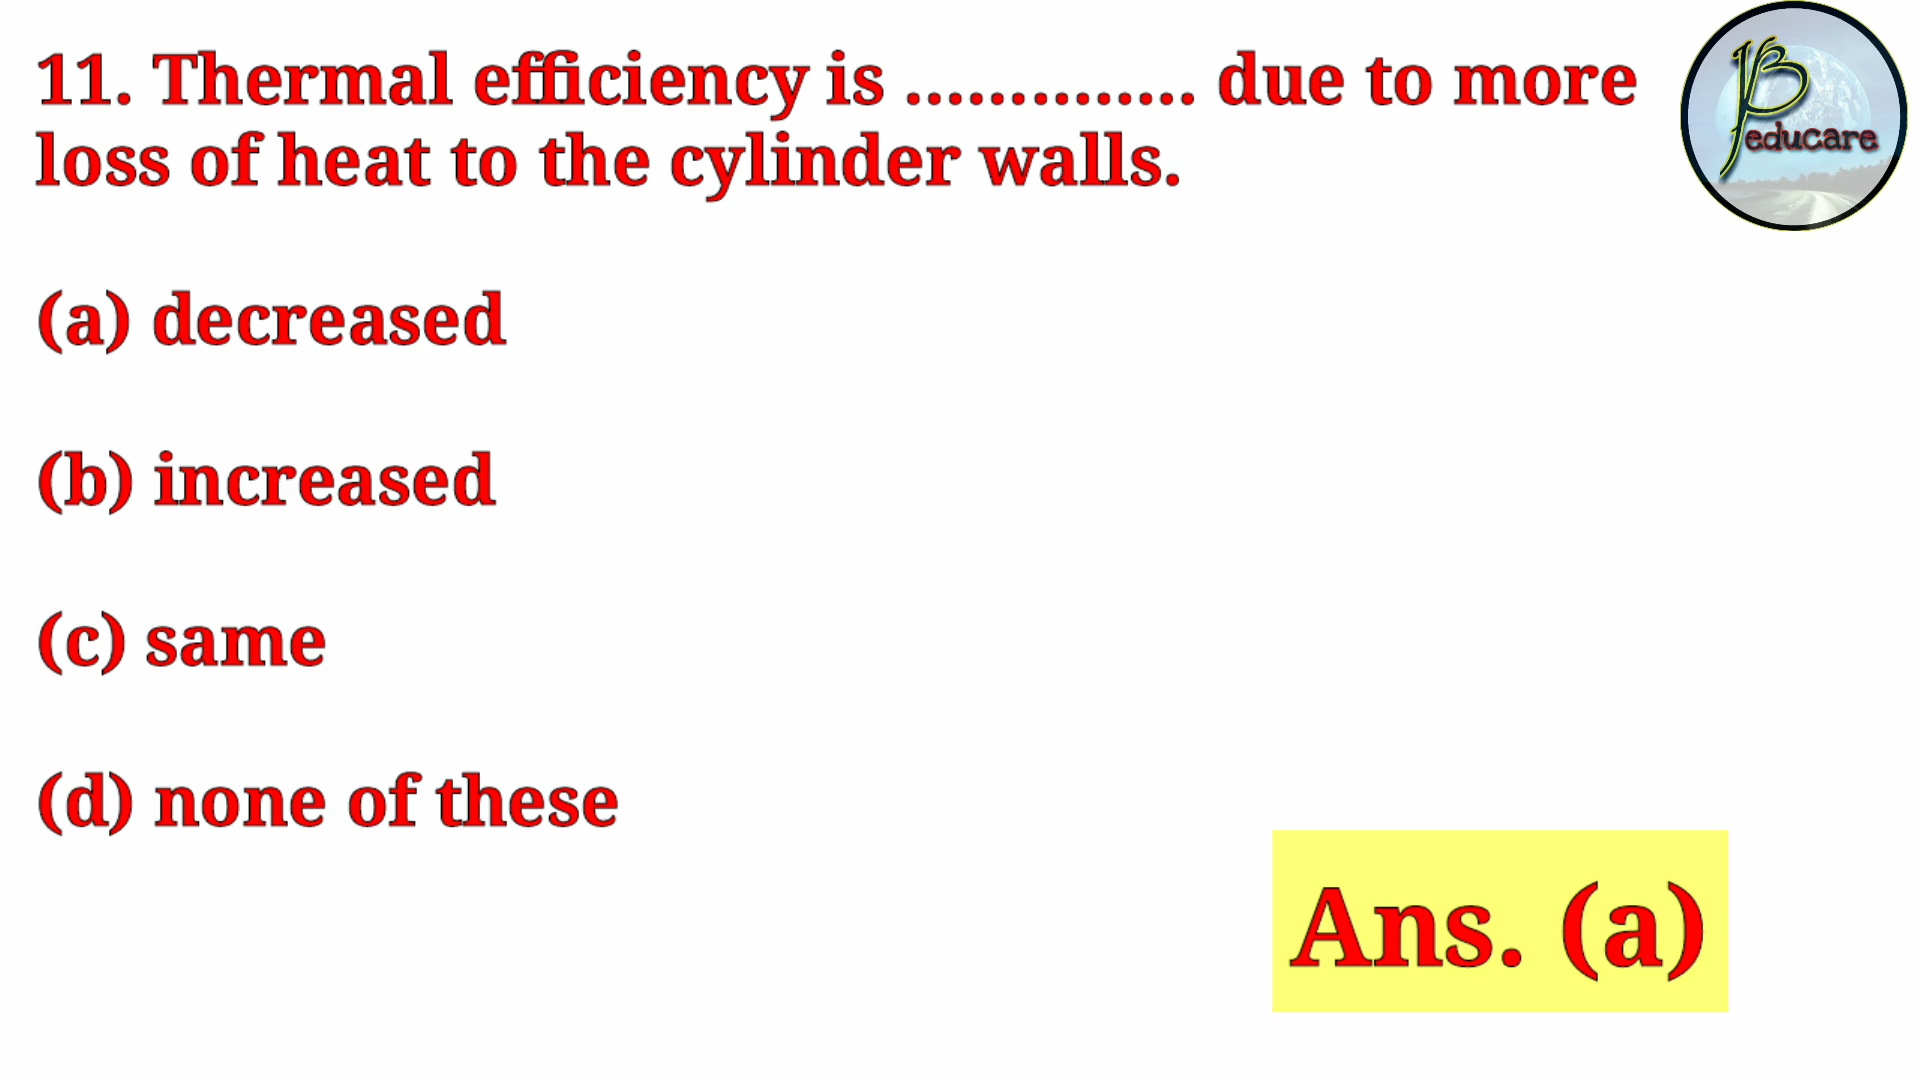 11. Thermal efficiency is .............. due to more
loss of heat to the cylinder walls.
(a) decreased
(b) increased
(c) same
(d) none of these
Ans. (a)
educare